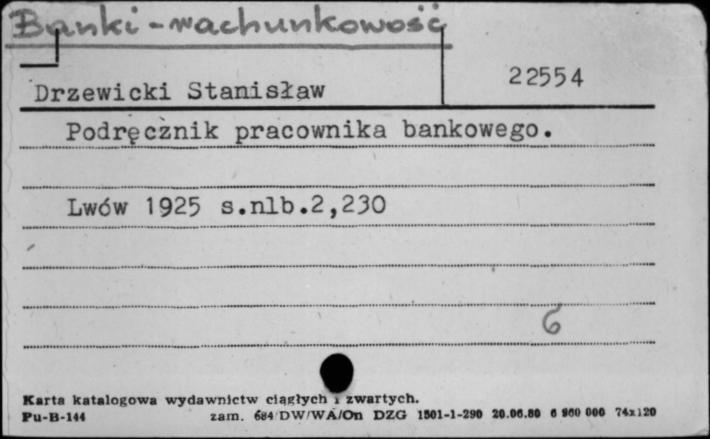 Banki - rachunkowość
22554
Drzewicki Stanisław
Podręcznik pracownika bankowego.
Lwów 1925 s.nlb.2,230
6
Karta katalogowa wydawnictw ciągłych i zwartych.
Pu-B-144 zam. 684/DW/WA/On DZG 1501-1-290 20.06.80 6 960 000 74x120